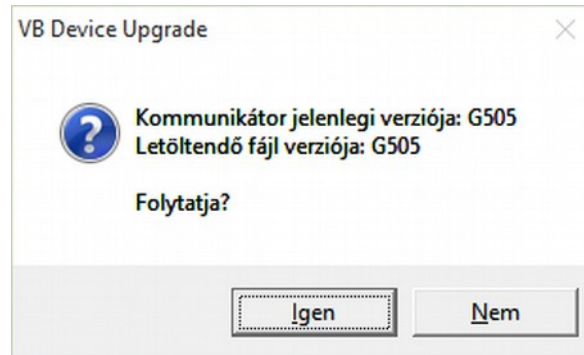 VB Device Upgrade
Kommunikátor jelenlegi verziója: G505
Letöltendő fájl verziója: G505
Folytatja?
Igen
Nem